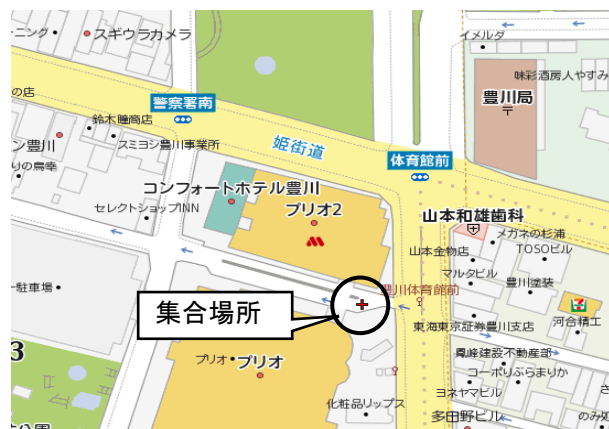 ーニング
スギウラカメラ
イメルダ
味彩酒房人やすみ
の店
警察署南
豊川局
〒
鈴木瞳商店
ン豊川
スミヨシ豊川事業所
姫街道
体育館前
りの鳥幸
コンフォートホテル豊川
セレクトショップINN
プリオ2
山本和雄歯科
メガネの杉浦
山本金物店
TOSOビル
マルタビル
豊川体育館前
豊川塗装
駐車場
集合場所
東海東京証券豊川支店
河合精工
3
プリオ
プリオ
鳳峰建設不動産部
コーポりぶらまりか
ヨネヤマビル
化粧品リップス
多田野ビル
公園